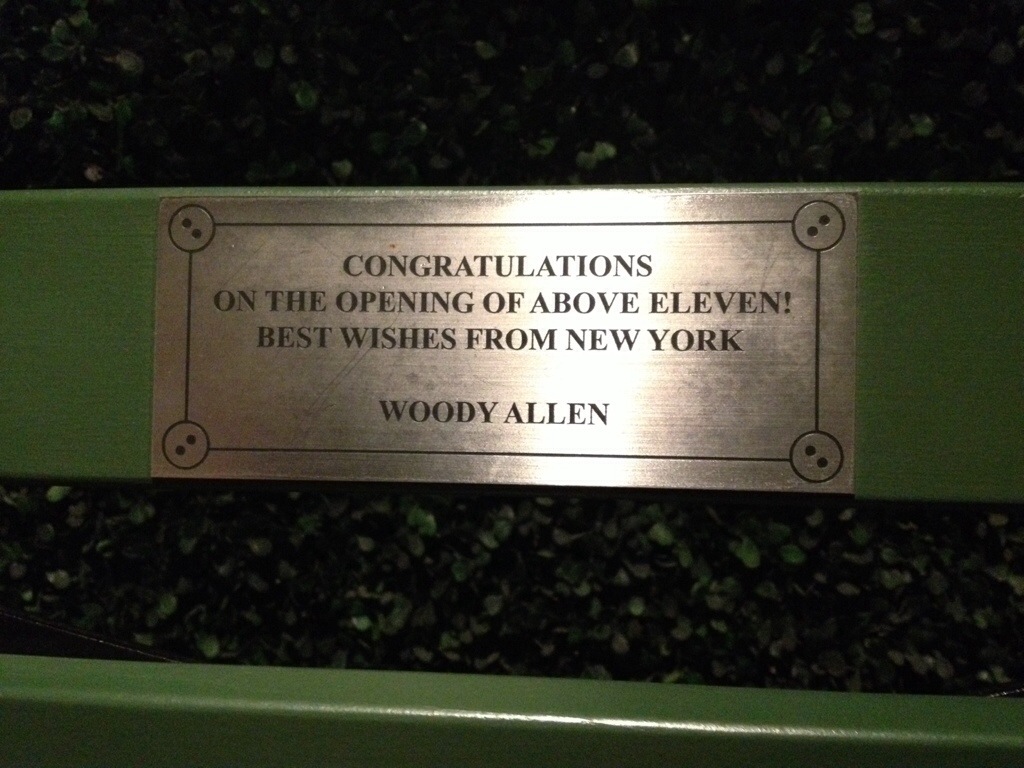 CONGRATULATIONS
ON THE OPENING OF ABOVE ELEVEN!
BEST WISHES FROM NEW YORK
WOODY ALLEN